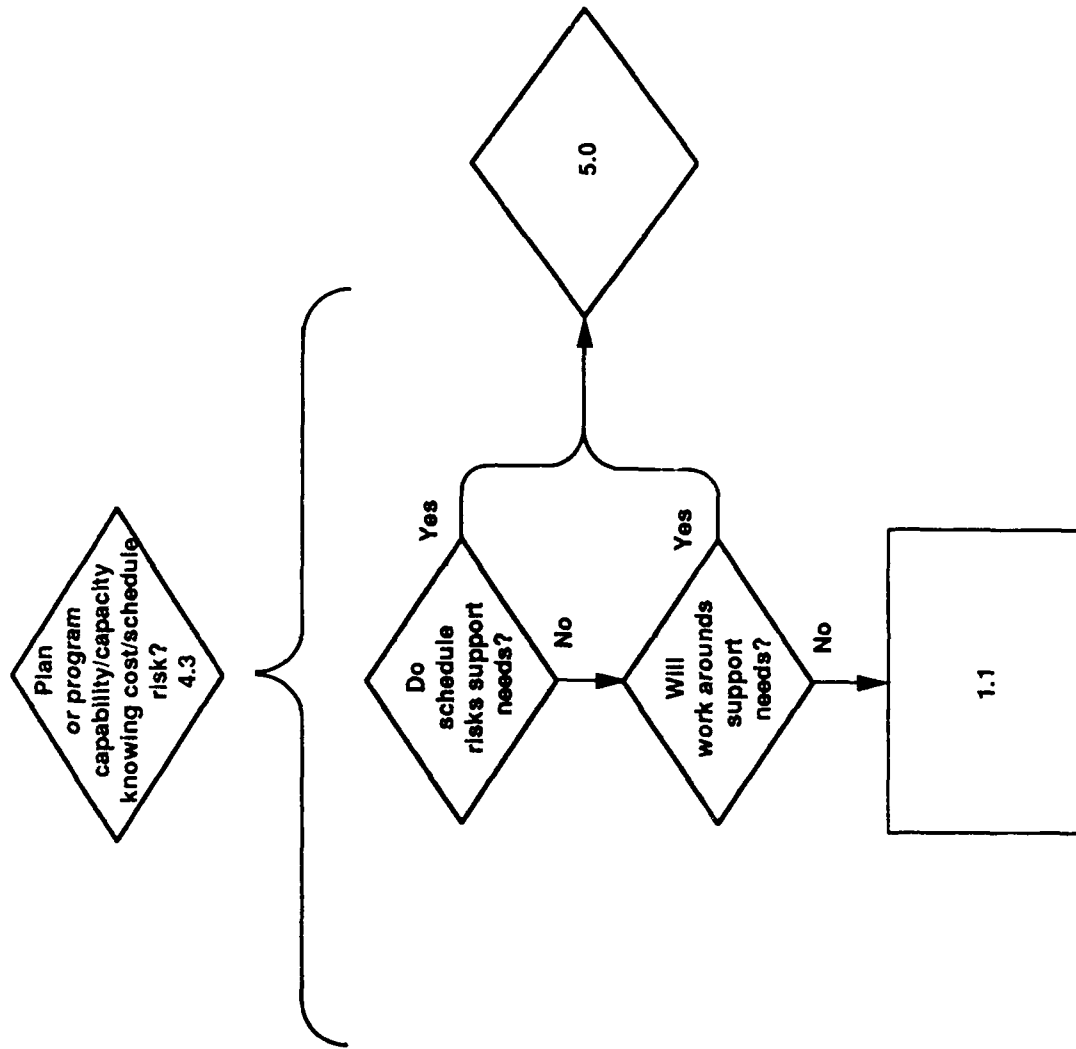 Plan
or program
capability/capacity
knowing cost/schedule
risk?
4.3
Do
schedule
risks support
needs?
Yes
No
5.0
Will
work arounds
support
needs?
Yes
No
1.1